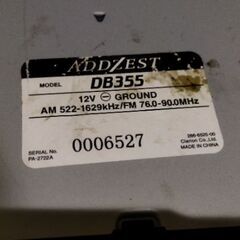 ADDZEST
MODEL DB355
12V ⊖ GROUND
AM 522-1629kHz/FM 76.0-90.0MHz
SERIAL No. 0006527
PA-2722A
286-6525-00
Clarion Co.,Ltd.
MADE IN CHINA